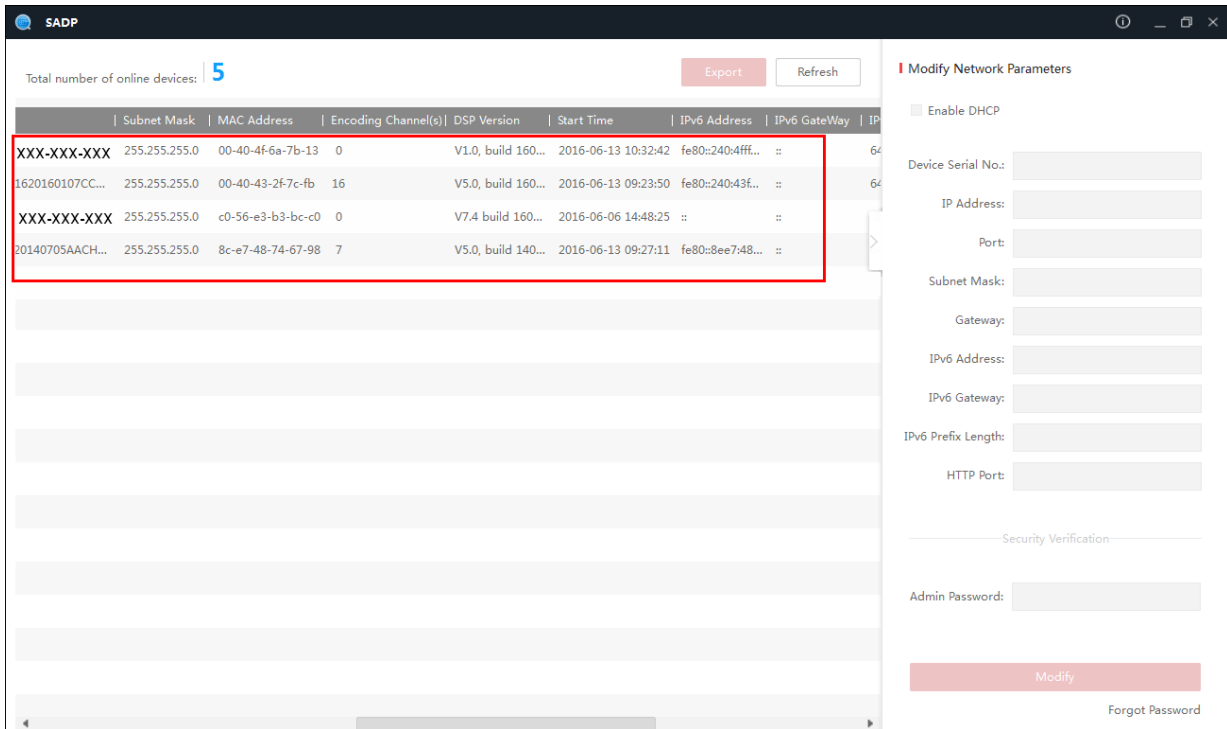 SADP
Total number of online devices: 5
Export
Refresh
| Subnet Mask | MAC Address | Encoding Channel(s) | DSP Version | Start Time | IPv6 Address | IPv6 GateWay | IP
XXX-XXX-XXX 255.255.255.0 00-40-4f-6a-7b-13 0 V1.0, build 160... 2016-06-13 10:32:42 fe80::240:4fff... :: 64
1620160107CC... 255.255.255.0 00-40-43-2f-7c-fb 16 V5.0, build 160... 2016-06-13 09:23:50 fe80::240:43f... :: 64
XXX-XXX-XXX 255.255.255.0 c0-56-e3-b3-bc-c0 0 V7.4 build 160... 2016-06-06 14:48:25 :: ::
20140705AACH... 255.255.255.0 8c-e7-48-74-67-98 7 V5.0, build 140... 2016-06-13 09:27:11 fe80::8ee7:48... ::
Modify Network Parameters
Enable DHCP
Device Serial No.:
IP Address:
Port:
Subnet Mask:
Gateway:
IPv6 Address:
IPv6 Gateway:
IPv6 Prefix Length:
HTTP Port:
Security Verification
Admin Password:
Modify
Forgot Password